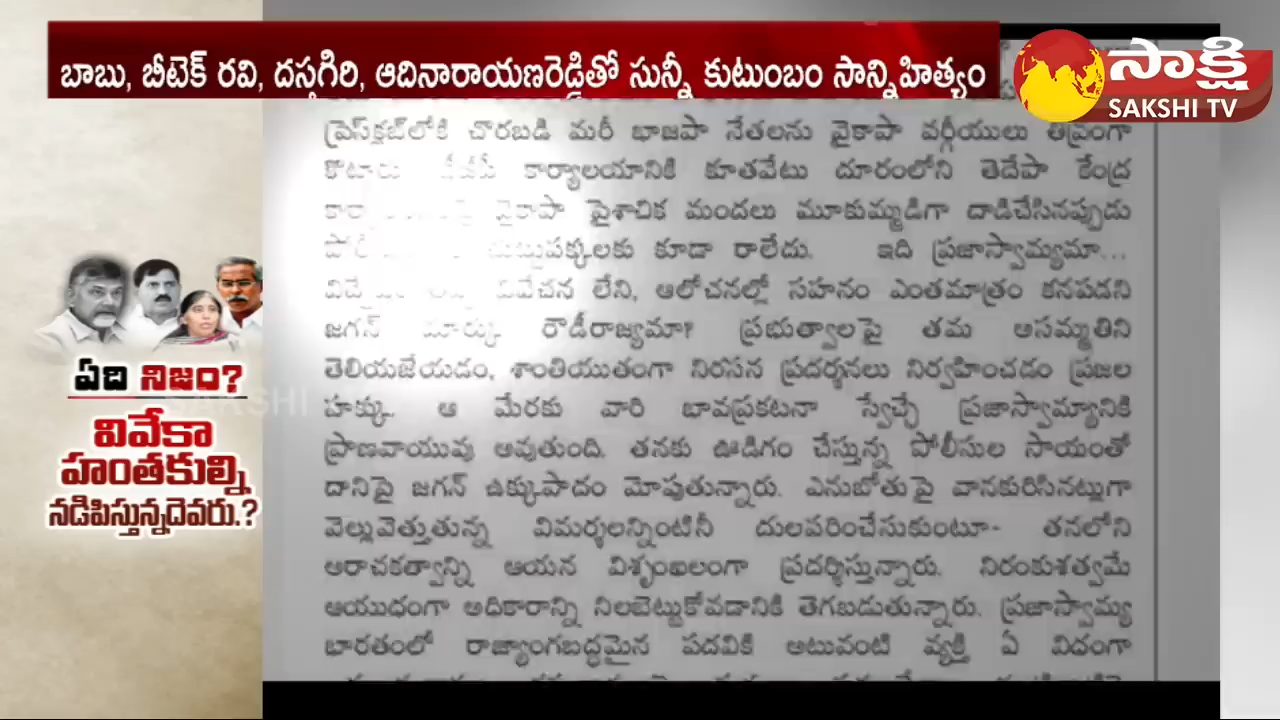 బాబు, బీటెక్ రవి, దస్తగిరి, ఆదినారాయణరెడ్డితో సున్నీ కుటుంబం సాన్నిహిత్యం
సాక్షి
SAKSHI TV
ప్రెస్‌క్లబ్‌లోకి చొరబడి మరీ భాజపా నేతలను వైకాపా వర్గీయులు తీవ్రంగా
కొట్టారు. డీజీపీ కార్యాలయానికి కూతవేటు దూరంలోని తెదేపా కేంద్ర
వైకాపా పైశాచిక మందలు మూకుమ్మడిగా దాడిచేసినప్పుడు
చుట్టుపక్కలకు కూడా రాలేదు. ఇది ప్రజాస్వామ్యమా...
వివేచన లేని, ఆలోచనల్లో సహనం ఎంతమాత్రం కనపడని
జగన్ మార్కు రౌడీరాజ్యమా? ప్రభుత్వాలపై తమ అసమ్మతిని
తెలియజేయడం, శాంతియుతంగా నిరసన ప్రదర్శనలు నిర్వహించడం ప్రజల
హక్కు. ఆ మేరకు వారి భావప్రకటనా స్వేచ్ఛే ప్రజాస్వామ్యానికి
ప్రాణవాయువు అవుతుంది. తనకు ఊడిగం చేస్తున్న పోలీసుల సాయంతో
దానిపై జగన్ ఉక్కుపాదం మోపుతున్నారు. ఎనుబోతుపై వానకురిసినట్లుగా
వెల్లువెత్తుతున్న విమర్శలన్నింటినీ దులపరించేసుకుంటూ- తనలోని
అరాచకత్వాన్ని ఆయన విశృంఖలంగా ప్రదర్శిస్తున్నారు. నిరంకుశత్వమే
ఆయుధంగా అధికారాన్ని నిలబెట్టుకోవడానికి తెగబడుతున్నారు. ప్రజాస్వామ్య
భారతంలో రాజ్యాంగబద్ధమైన పదవికి అటువంటి వ్యక్తి ఏ విధంగా
ఏది నిజం?
వివేకా
హంతకుల్ని
నడిపిస్తున్నదెవరు.?
SAKSHI